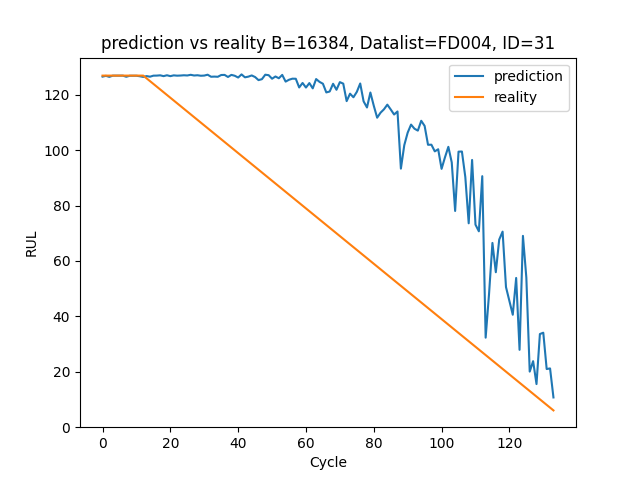 prediction vs reality B=16384, Datalist=FD004, ID=31
prediction
reality
RUL
120
100
80
60
40
20
0
0 20 40 60 80 100 120
Cycle